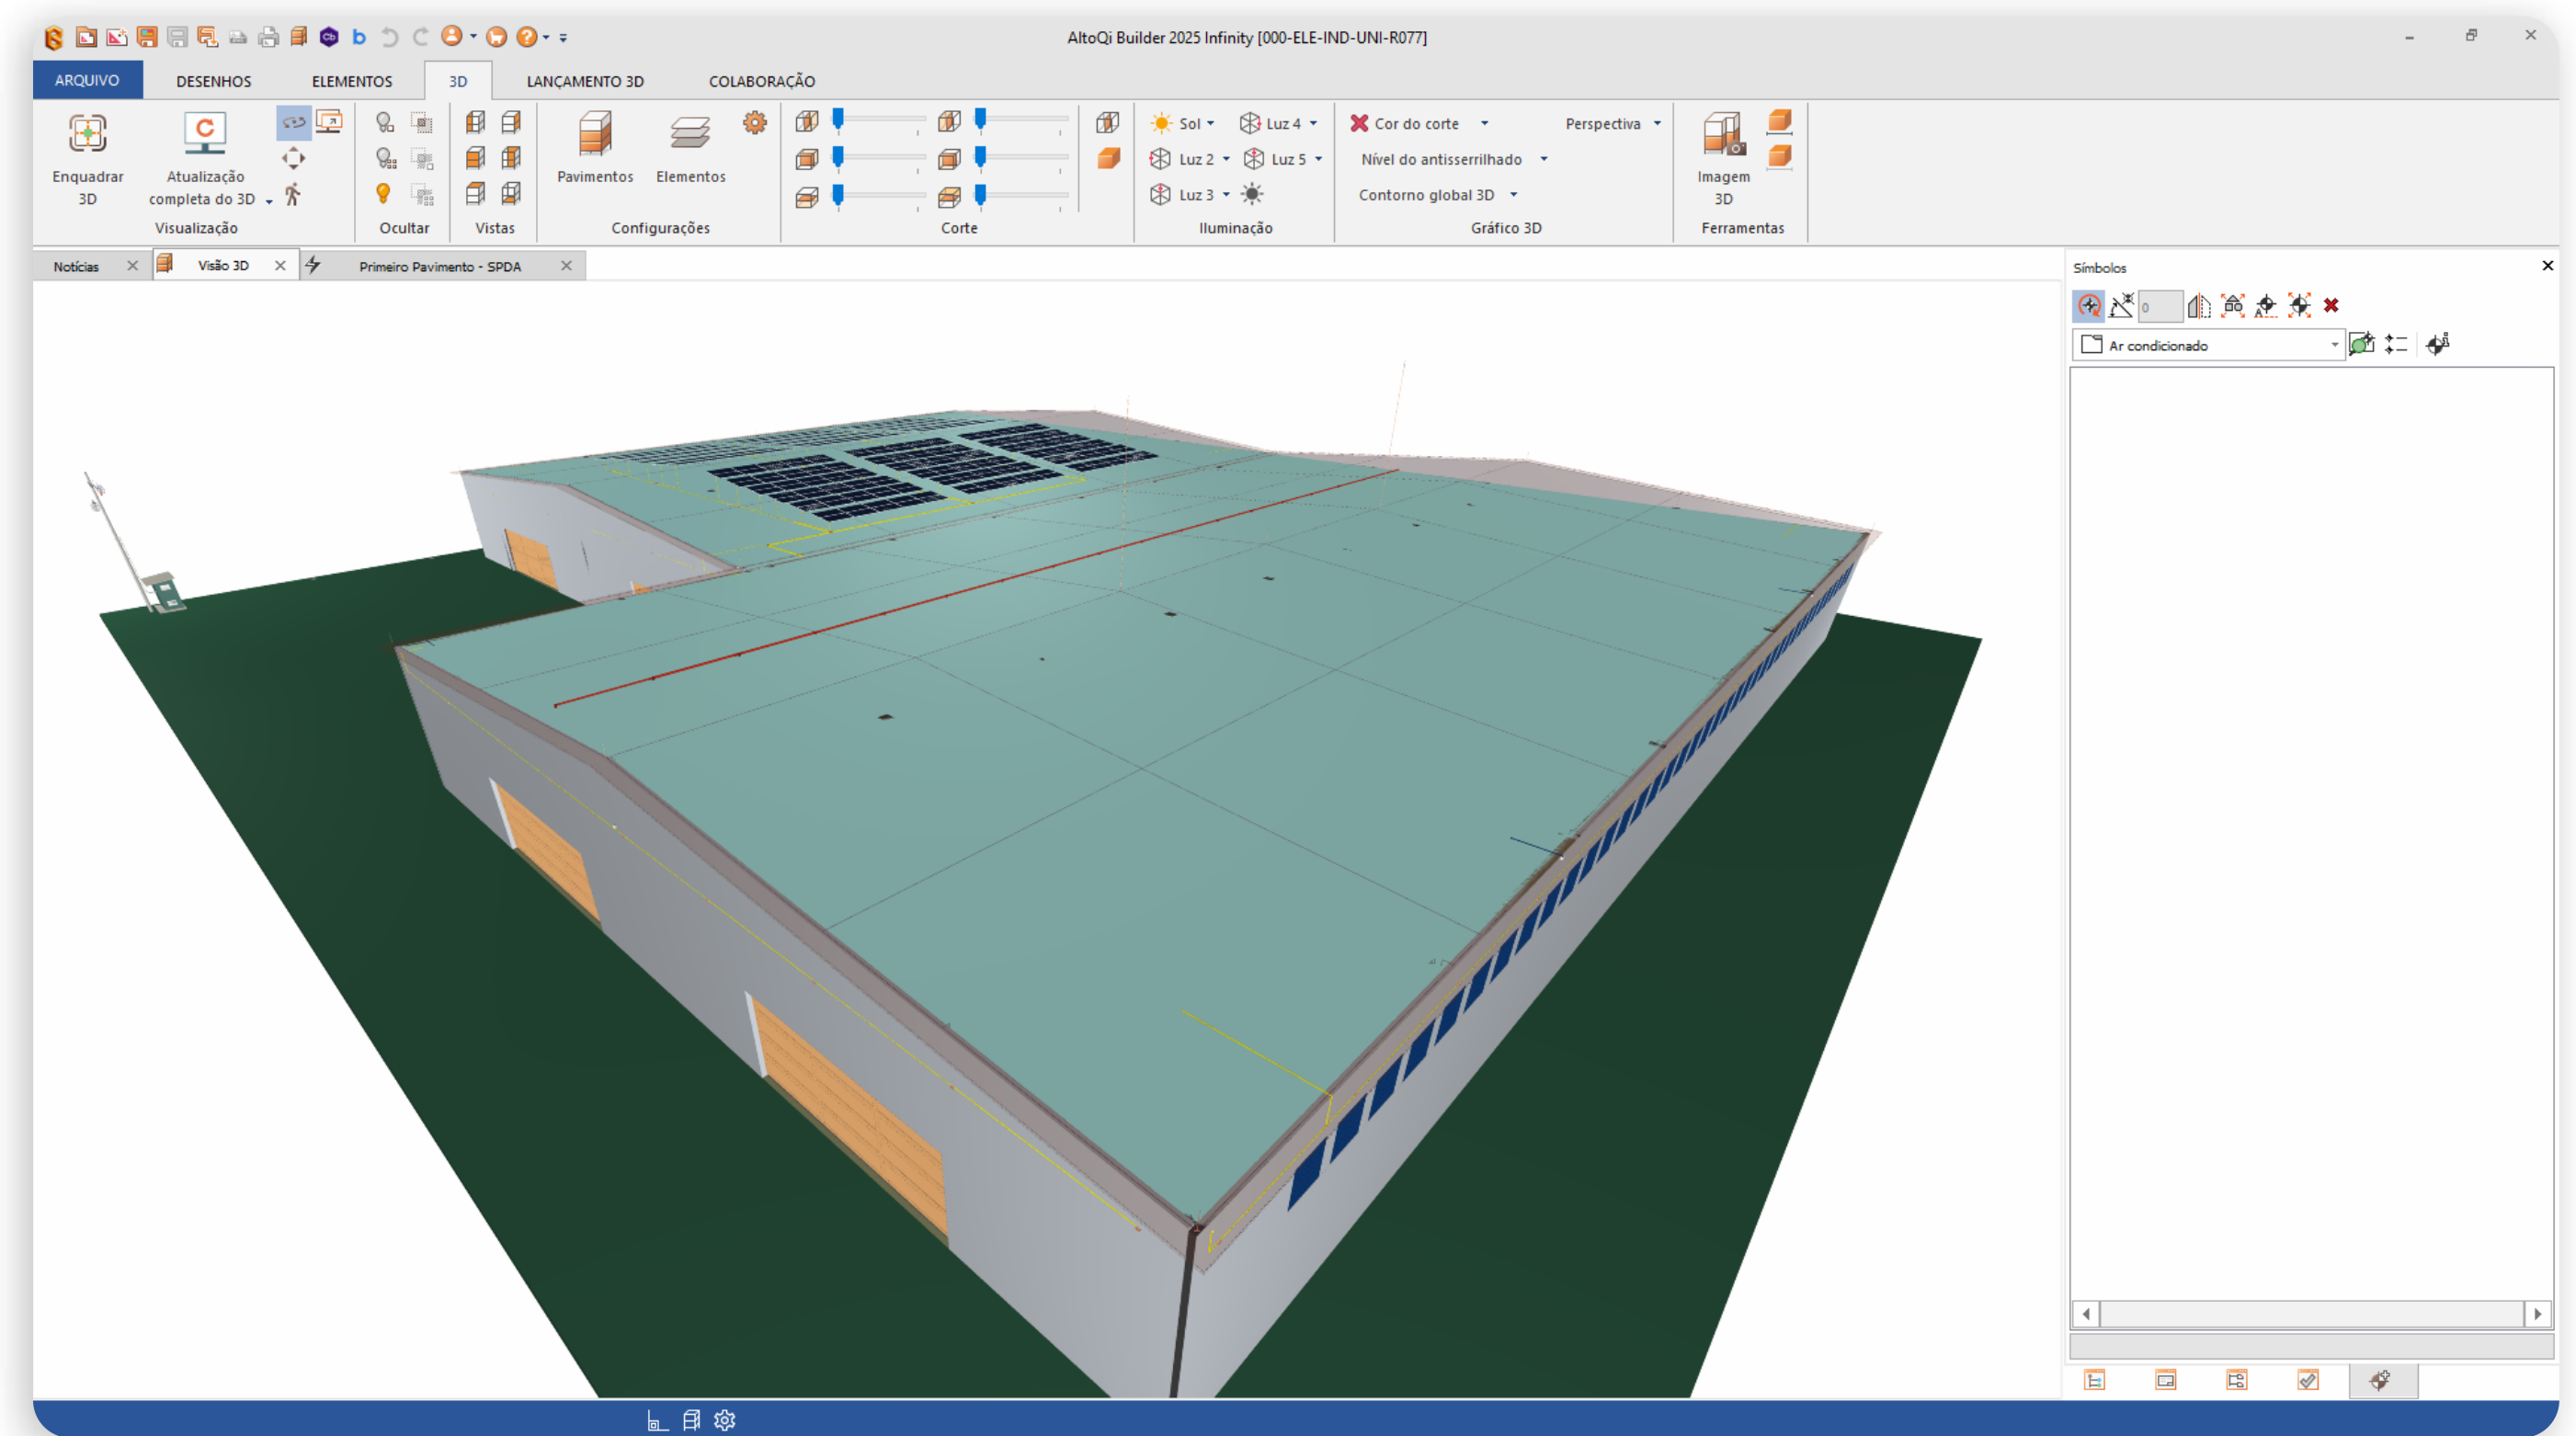 AltoQi Builder 2025 Infinity [000-ELE-IND-UNI-R077]
ARQUIVO DESENHOS ELEMENTOS 3D LANÇAMENTO 3D COLABORAÇÃO
Enquadrar
3D
Atualização
completa do 3D
Visualização
Ocultar
Vistas
Pavimentos Elementos
Configurações
Corte
Sol Luz 4
Luz 2 Luz 5
Luz 3
Iluminação
Cor do corte Perspectiva
Nível do antisserrilhado
Contorno global 3D
Gráfico 3D
Imagem
3D
Ferramentas
Notícias Visão 3D Primeiro Pavimento - SPDA
Símbolos
0
Ar condicionado